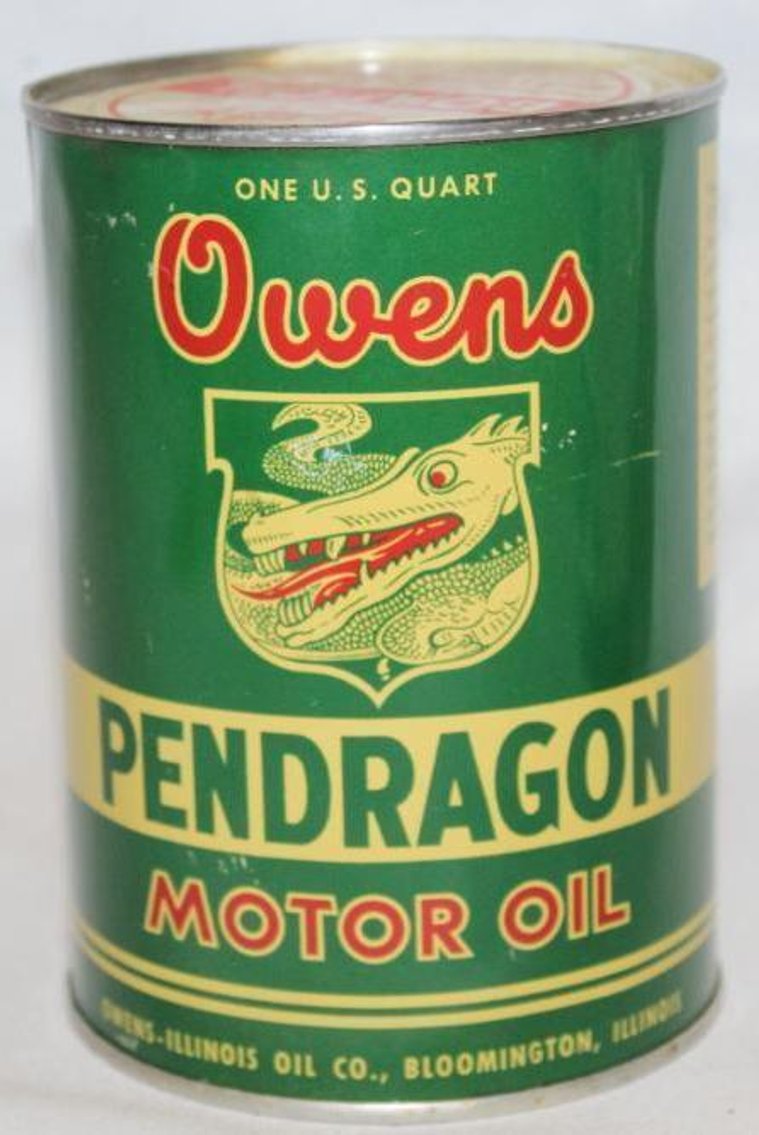 ONE U.S. QUART
Owens
PENDRAGON
MOTOR OIL
OWENS-ILLINOIS OIL CO., BLOOMINGTON, ILLINOIS